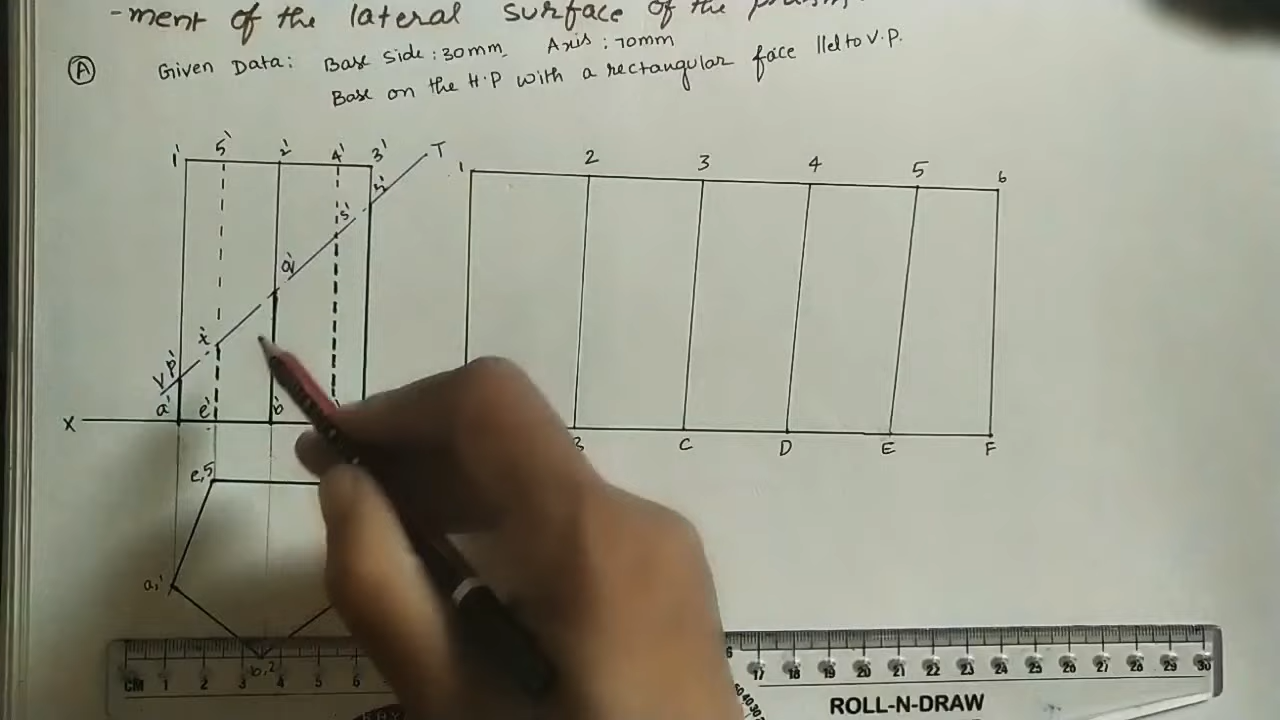 -ment of the lateral surface of the prism.
Ⓐ Given Data: Base Side: 30mm, Axis: 70mm
Base on the H.P with a rectangular face llel to V.P.
1' 5' 2' 4' 3' T
1 2 3 4 5 6
s'
q'
V p'
a' e' b'
X
C D E F
e,5
a,1
b,2
CM 1 2 3 4 5 6 17 18 19 20 21 22 23 24 25 26 27 28 29 30
ROLL-N-DRAW